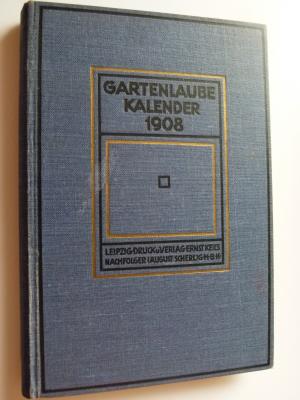 GARTENLAUBE
KALENDER
1908
LEIPZIG·DRUCK U VERLAG·ERNST KEILS
NACHFOLGER (AUGUST SCHERL) G·M·B·H·